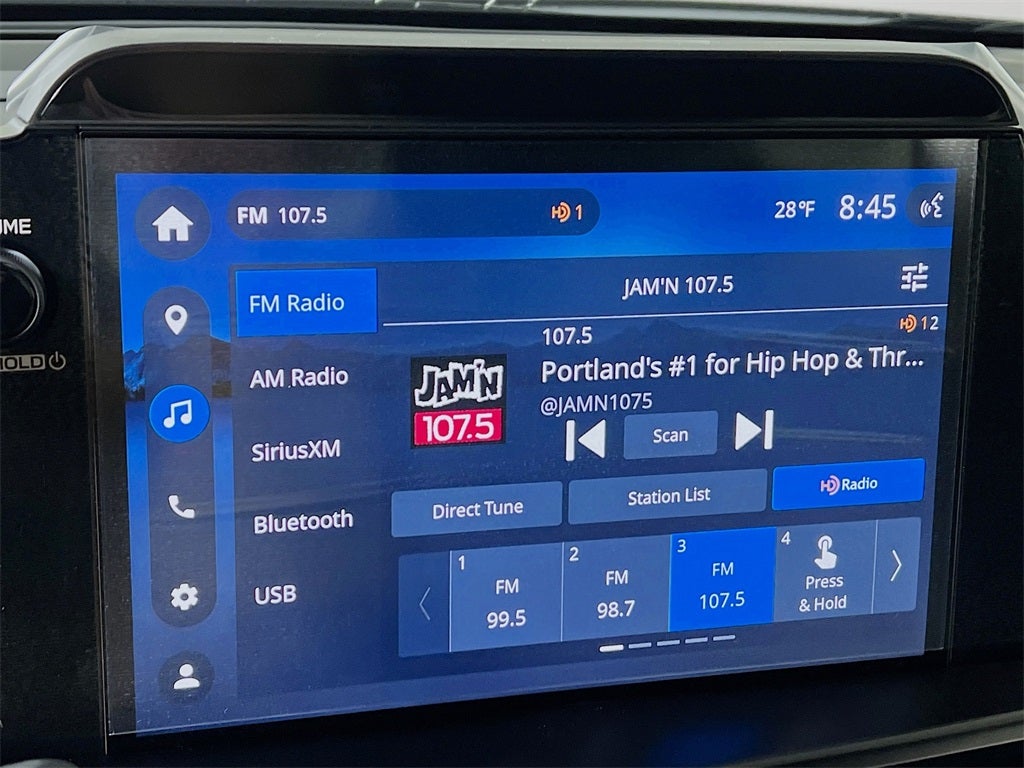 UME
HOLD
FM 107.5
HD 1
28°F 8:45
FM Radio
AM Radio
SiriusXM
Bluetooth
USB
JAM'N 107.5
107.5
HD 1 2
Portland's #1 for Hip Hop & Thr...
@JAMN1075
JAM'N
107.5
Scan
Direct Tune
Station List
HD Radio
1
FM
99.5
2
FM
98.7
3
FM
107.5
4
Press
& Hold